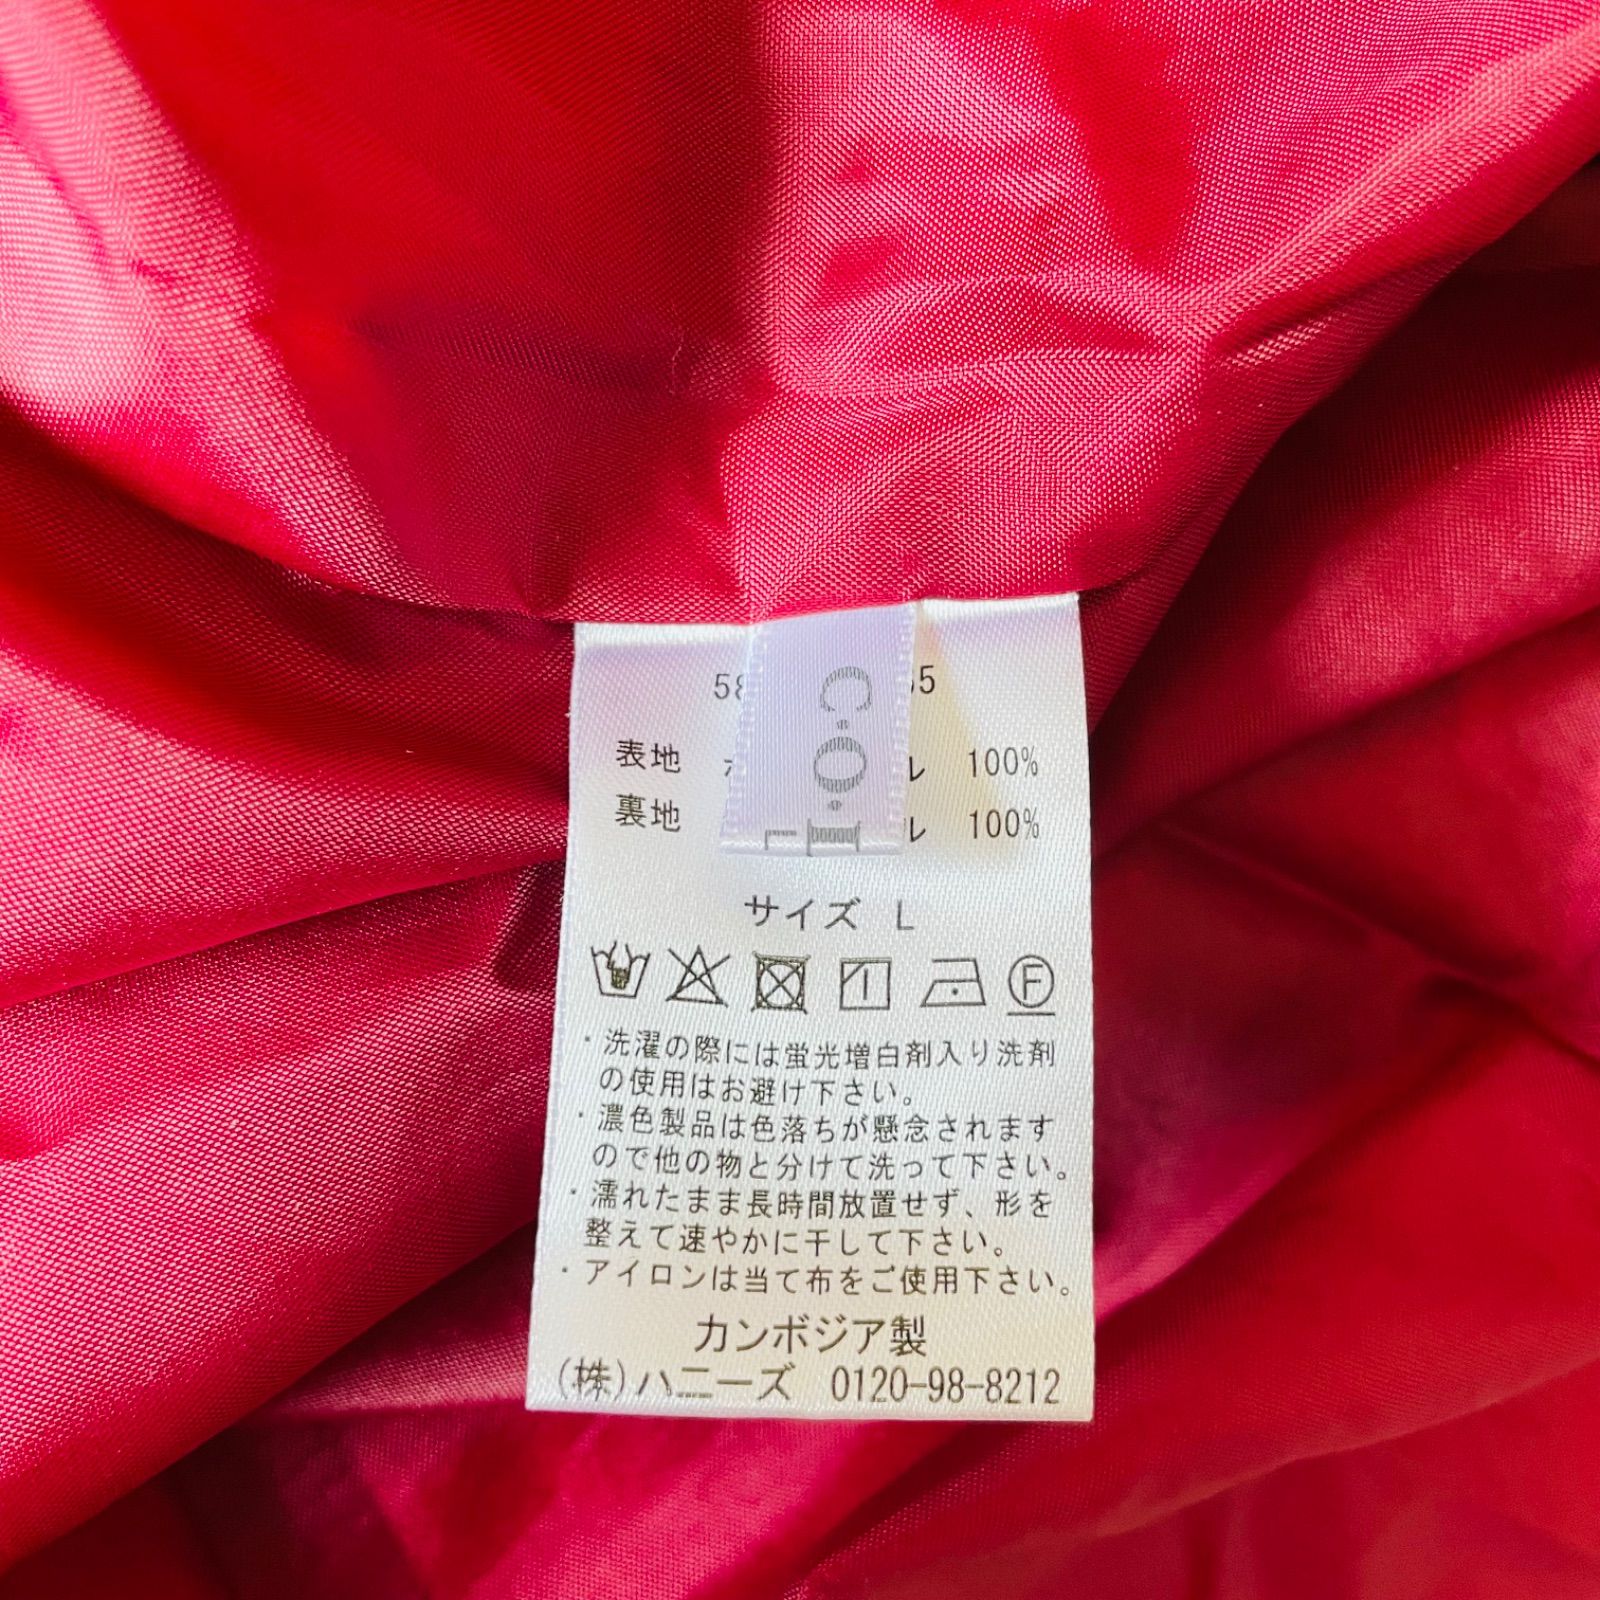 C・O・L
表地 100%
裏地 100%
サイズ L
・洗濯の際には蛍光増白剤入り洗剤
の使用はお避け下さい。
・濃色製品は色落ちが懸念されます
ので他の物と分けて洗って下さい。
・濡れたまま長時間放置せず、形を
整えて速やかに干して下さい。
・アイロンは当て布をご使用下さい。
カンボジア製
(株)ハニーズ 0120-98-8212